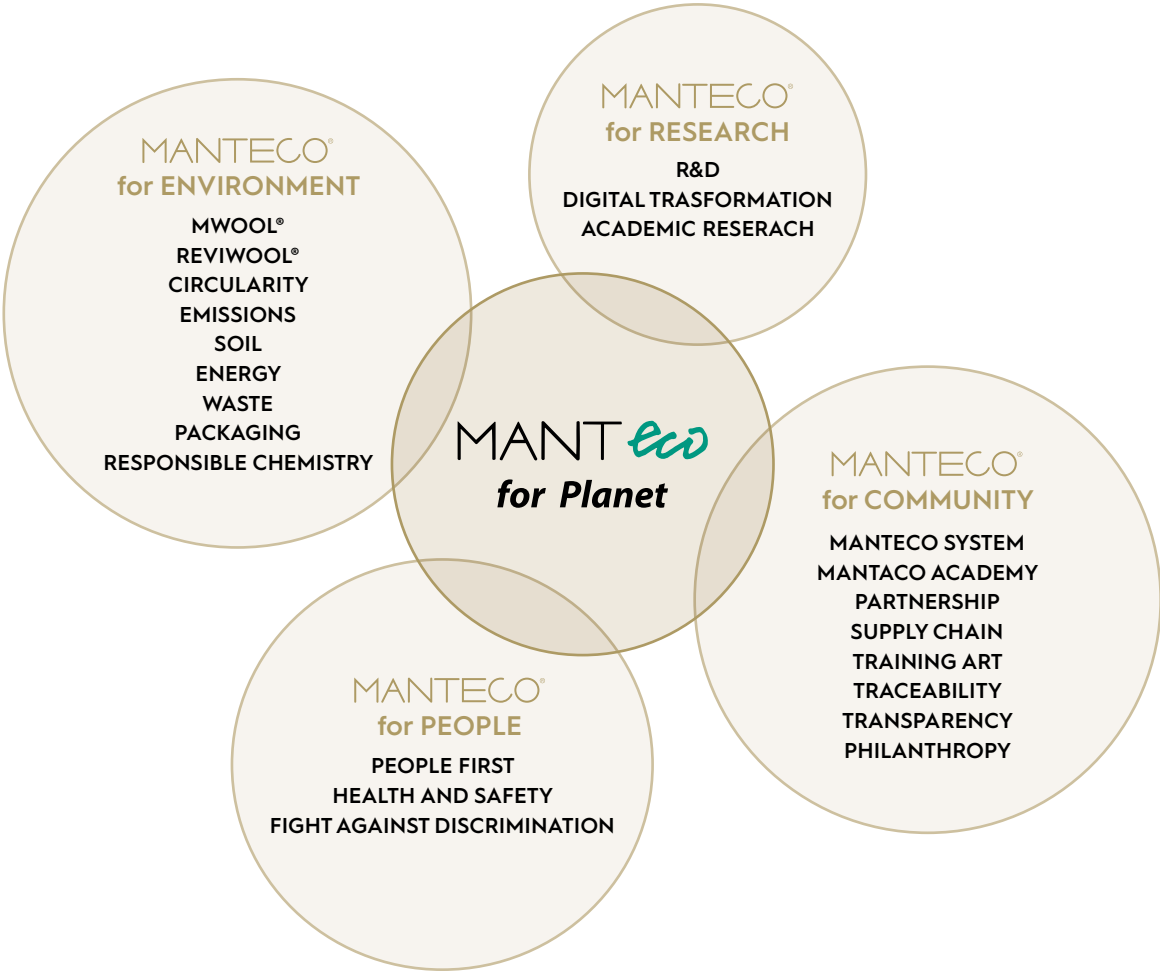 MANTECO®
for ENVIRONMENT
MWOOL®
REVIWOOL®
CIRCULARITY
EMISSIONS
SOIL
ENERGY
WASTE
PACKAGING
RESPONSIBLE CHEMISTRY
MANTECO®
for RESEARCH
R&D
DIGITAL TRASFORMATION
ACADEMIC RESERACH
MANTeco
for Planet
MANTECO®
for COMMUNITY
MANTECO SYSTEM
MANTACO ACADEMY
PARTNERSHIP
SUPPLY CHAIN
TRAINING ART
TRACEABILITY
TRANSPARENCY
PHILANTHROPY
MANTECO®
for PEOPLE
PEOPLE FIRST
HEALTH AND SAFETY
FIGHT AGAINST DISCRIMINATION